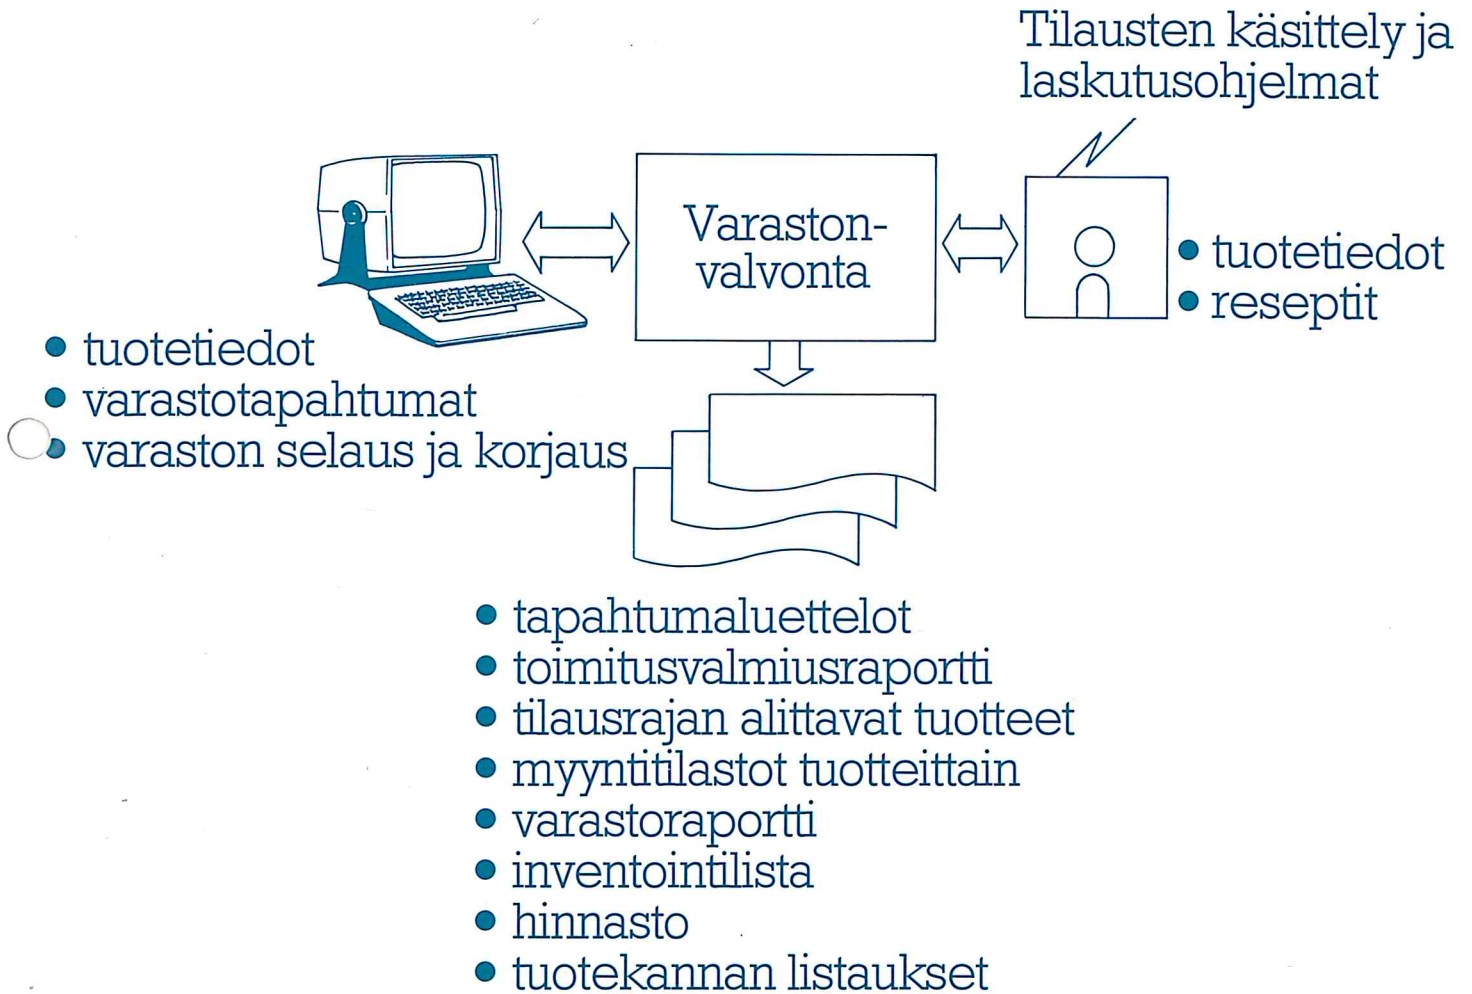 Tilausten käsittely ja
laskutusohjelmat
Varaston-
valvonta
• tuotetiedot
• reseptit
• tuotetiedot
• varastotapahtumat
• varaston selaus ja korjaus
• tapahtumaluettelot
• toimitusvalmiusraportti
• tilausrajan alittavat tuotteet
• myyntitilastot tuotteittain
• varastoraportti
• inventointilista
• hinnasto
• tuotekannan listaukset